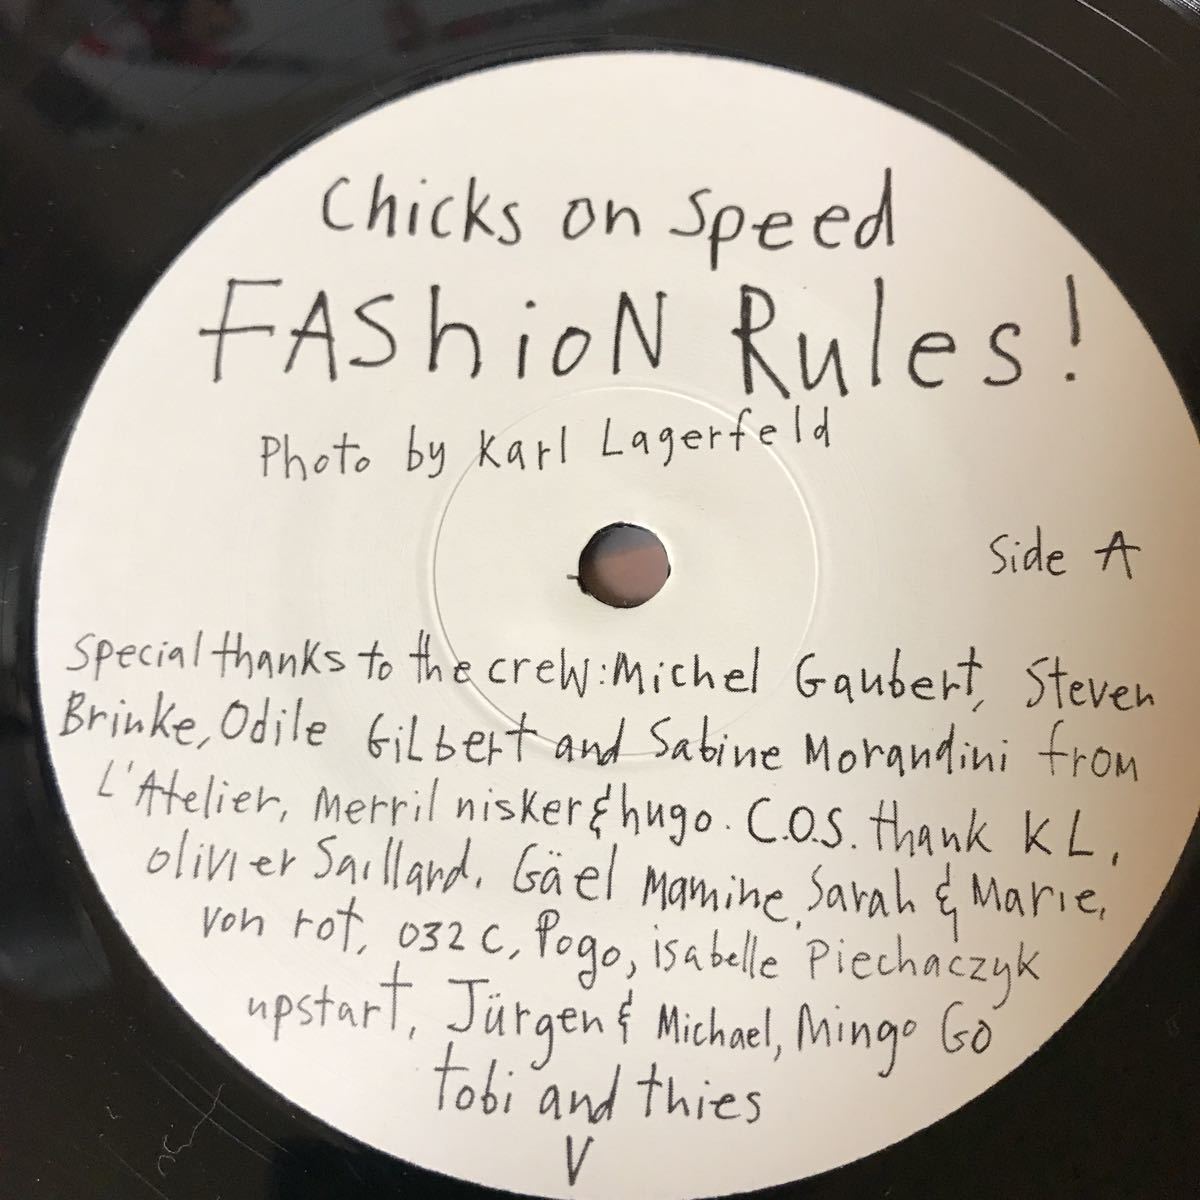 Chicks on Speed
FAShioN Rules!
Photo by Karl Lagerfeld
Side A
Special thanks to the crew: Michel Gaubert, Steven
Brinke, Odile Gilbert and Sabine Morandini from
L'Atelier, Merril nisker & hugo. C.O.S. thank KL,
olivier Saillard, Gäel Mamine, Sarah & Marie,
von rot, 032c, Pogo, isabelle Piechaczyk
upstart, Jürgen & Michael, Mingo Go
tobi and thies
V